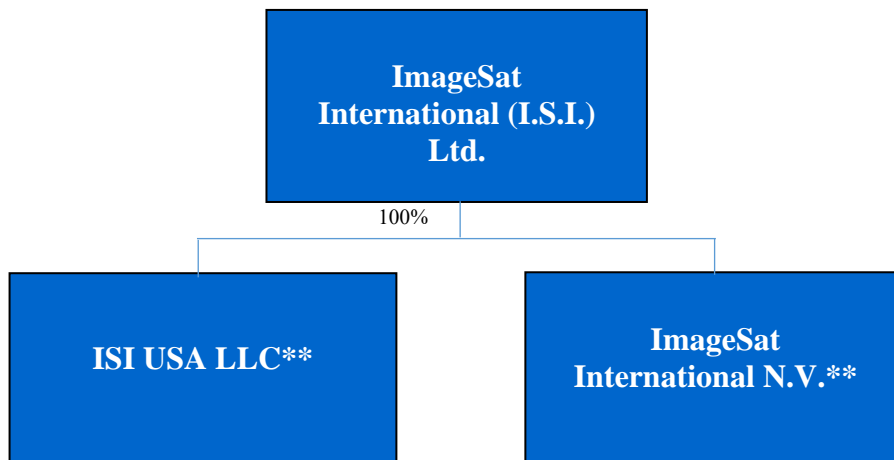 ImageSat
International (I.S.I.)
Ltd.
100%
ISI USA LLC**
ImageSat
International N.V.**